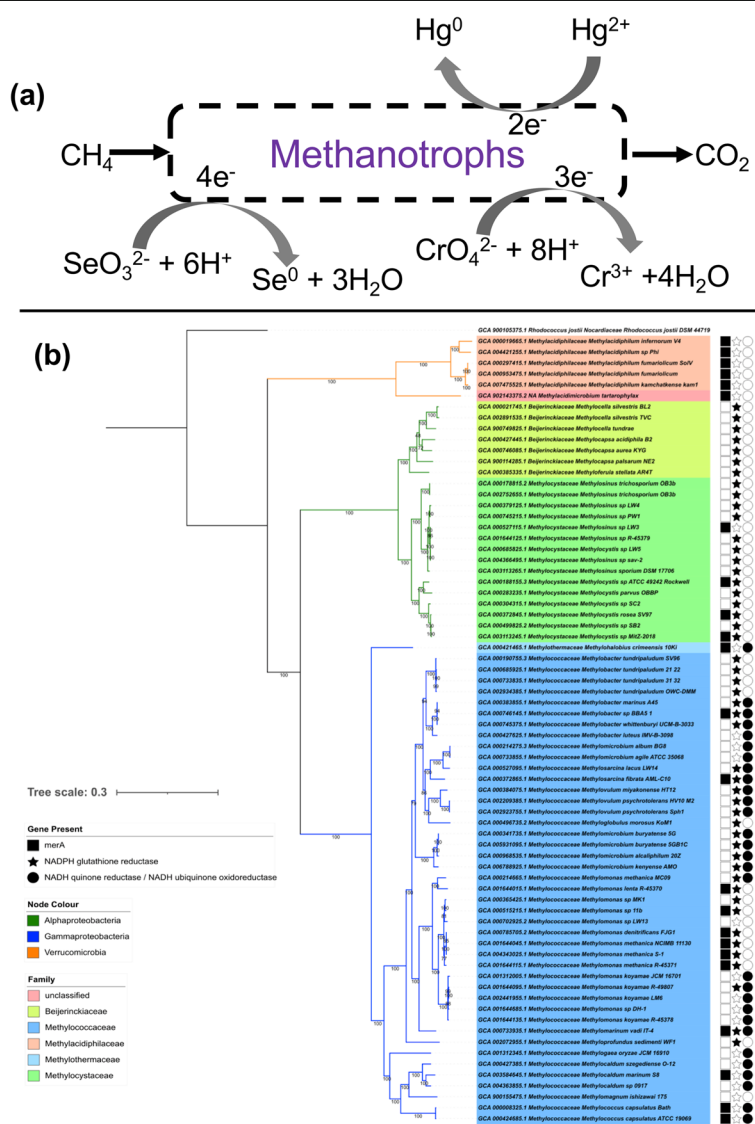 Hg0 Hg2+
(a)
2e-
CH4 Methanotrophs CO2
4e- 3e-
SeO32- + 6H+ CrO42- + 8H+
Se0 + 3H2O Cr3+ +4H2O
(b)
GCA 900105375.1 Rhodococcus jostii Nocardiaceae Rhodococcus jostii DSM 44719
GCA 000019665.1 Methylacidiphilaceae Methylacidiphilum infernorum V4
GCA 004421255.1 Methylacidiphilaceae Methylacidiphilum sp Phi
GCA 000297415.1 Methylacidiphilaceae Methylacidiphilum fumariolicum SolV
GCA 000953475.1 Methylacidiphilaceae Methylacidiphilum fumariolicum
GCA 007475525.1 Methylacidiphilaceae Methylacidiphilum kamchatkense kam1
GCA 902143375.2 NA Methylacidimicrobium tartarophylax
GCA 000021745.1 Beijerinckiaceae Methylocella silvestris BL2
GCA 002891535.1 Beijerinckiaceae Methylocella silvestris TVC
GCA 000749825.1 Beijerinckiaceae Methylocella tundrae
GCA 000427445.1 Beijerinckiaceae Methylocapsa acidiphila B2
GCA 000746085.1 Beijerinckiaceae Methylocapsa aurea KYG
GCA 900114285.1 Beijerinckiaceae Methylocapsa palsarum NE2
GCA 000385335.1 Beijerinckiaceae Methyloferula stellata AR4T
GCA 000178815.2 Methylocystaceae Methylosinus trichosporium OB3b
GCA 002752655.1 Methylocystaceae Methylosinus trichosporium OB3b
GCA 000379125.1 Methylocystaceae Methylosinus sp LW4
GCA 000745215.1 Methylocystaceae Methylosinus sp PW1
GCA 000527115.1 Methylocystaceae Methylosinus sp LW3
GCA 001644125.1 Methylocystaceae Methylosinus sp R-45379
GCA 000685825.1 Methylocystaceae Methylocystis sp LW5
GCA 004366495.1 Methylocystaceae Methylosinus sp sav-2
GCA 003113265.1 Methylocystaceae Methylosinus sporium DSM 17706
GCA 000188155.3 Methylocystaceae Methylocystis sp ATCC 49242 Rockwell
GCA 000283235.1 Methylocystaceae Methylocystis parvus OBBP
GCA 000304315.1 Methylocystaceae Methylocystis sp SC2
GCA 000372845.1 Methylocystaceae Methylocystis rosea SV97
GCA 000499825.2 Methylocystaceae Methylocystis sp SB2
GCA 003113245.1 Methylocystaceae Methylocystis sp MitZ-2018
GCA 000421465.1 Methylothermaceae Methylohalobius crimeensis 10Ki
GCA 000190755.3 Methylococcaceae Methylobacter tundripaludum SV96
GCA 000685925.1 Methylococcaceae Methylobacter tundripaludum 21 22
GCA 000733835.1 Methylococcaceae Methylobacter tundripaludum 31 32
GCA 002934385.1 Methylococcaceae Methylobacter tundripaludum OWC-DMM
GCA 000383855.1 Methylococcaceae Methylobacter marinus A45
GCA 000746145.1 Methylococcaceae Methylobacter sp BBA5 1
GCA 000745375.1 Methylococcaceae Methylobacter whittenburyi UCM-B-3033
GCA 000427625.1 Methylococcaceae Methylobacter luteus IMV-B-3098
GCA 000214275.3 Methylococcaceae Methylomicrobium album BG8
GCA 000733855.1 Methylococcaceae Methylomicrobium agile ATCC 35068
GCA 000527095.1 Methylococcaceae Methylosarcina lacus LW14
GCA 000372865.1 Methylococcaceae Methylosarcina fibrata AML-C10
GCA 000384075.1 Methylococcaceae Methylovulum miyakonense HT12
GCA 002209385.1 Methylococcaceae Methylovulum psychrotolerans HV10 M2
GCA 002923755.1 Methylococcaceae Methylovulum psychrotolerans Sph1
GCA 000496735.2 Methylococcaceae Methyloglobulus morosus KoM1
GCA 000341735.1 Methylococcaceae Methylomicrobium buryatense 5G
GCA 005931095.1 Methylococcaceae Methylomicrobium buryatense 5GB1C
GCA 000968535.1 Methylococcaceae Methylomicrobium alcaliphilum 20Z
GCA 006788925.1 Methylococcaceae Methylomicrobium kenyense AMO
GCA 000214665.1 Methylococcaceae Methylomonas methanica MC09
GCA 001644015.1 Methylococcaceae Methylomonas lenta R-45370
GCA 000365425.1 Methylococcaceae Methylomonas sp MK1
GCA 000515215.1 Methylococcaceae Methylomonas sp 11b
GCA 000702925.2 Methylococcaceae Methylomonas sp LW13
GCA 000785705.2 Methylococcaceae Methylomonas denitrificans FJG1
GCA 001644045.1 Methylococcaceae Methylomonas methanica NCIMB 11130
GCA 004343025.1 Methylococcaceae Methylomonas methanica S-1
GCA 001644115.1 Methylococcaceae Methylomonas methanica R-45371
GCA 001312005.1 Methylococcaceae Methylomonas koyamae JCM 16701
GCA 001644095.1 Methylococcaceae Methylomonas koyamae R-49807
GCA 002441955.1 Methylococcaceae Methylomonas koyamae LM6
GCA 001644685.1 Methylococcaceae Methylomonas sp DH-1
GCA 001644135.1 Methylococcaceae Methylomonas koyamae R-45378
GCA 000733935.1 Methylococcaceae Methylomarinum vadi IT-4
GCA 002072955.1 Methylococcaceae Methyloprofundus sedimenti WF1
GCA 001312345.1 Methylococcaceae Methylogaea oryzae JCM 16910
GCA 000427385.1 Methylococcaceae Methylocaldum szegediense O-12
GCA 003584645.1 Methylococcaceae Methylocaldum marinum S8
GCA 004363855.1 Methylococcaceae Methylocaldum sp 0917
GCA 900155475.1 Methylococcaceae Methylomagnum ishizawai 175
GCA 000008325.1 Methylococcaceae Methylococcus capsulatus Bath
GCA 000424685.1 Methylococcaceae Methylococcus capsulatus ATCC 19069
Tree scale: 0.3
Gene Present
merA
NADPH glutathione reductase
NADH quinone reductase / NADH ubiquinone oxidoreductase
Node Colour
Alphaproteobacteria
Gammaproteobacteria
Verrucomicrobia
Family
unclassified
Beijerinckiaceae
Methylococcaceae
Methylacidiphilaceae
Methylothermaceae
Methylocystaceae